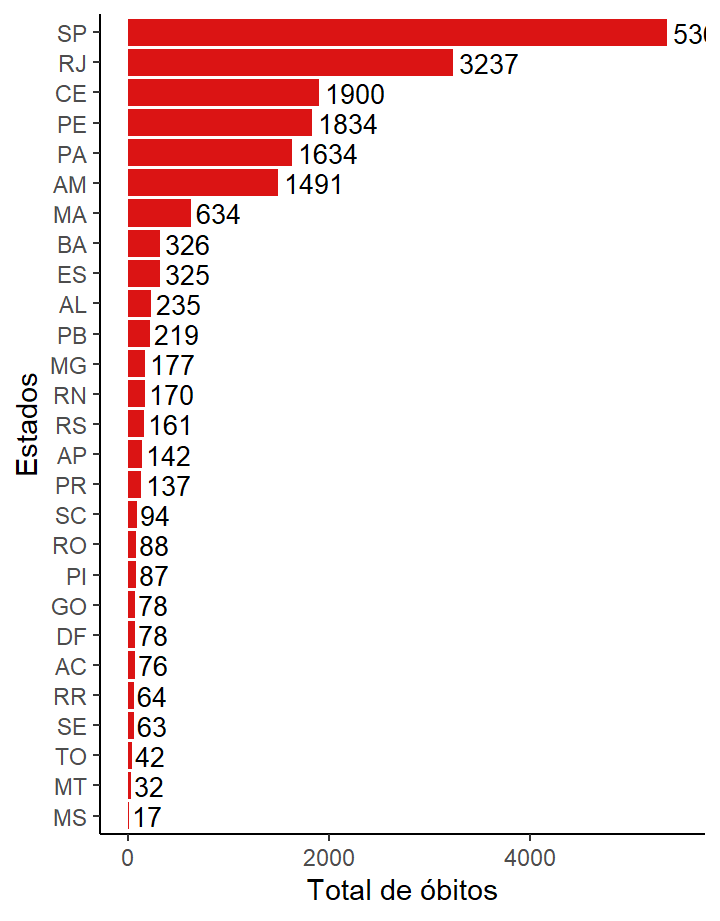 SP 536
RJ 3237
CE 1900
PE 1834
PA 1634
AM 1491
MA 634
BA 326
ES 325
AL 235
PB 219
MG 177
RN 170
RS 161
AP 142
PR 137
SC 94
RO 88
PI 87
GO 78
DF 78
AC 76
RR 64
SE 63
TO 42
MT 32
MS 17
Estados
0 2000 4000
Total de óbitos